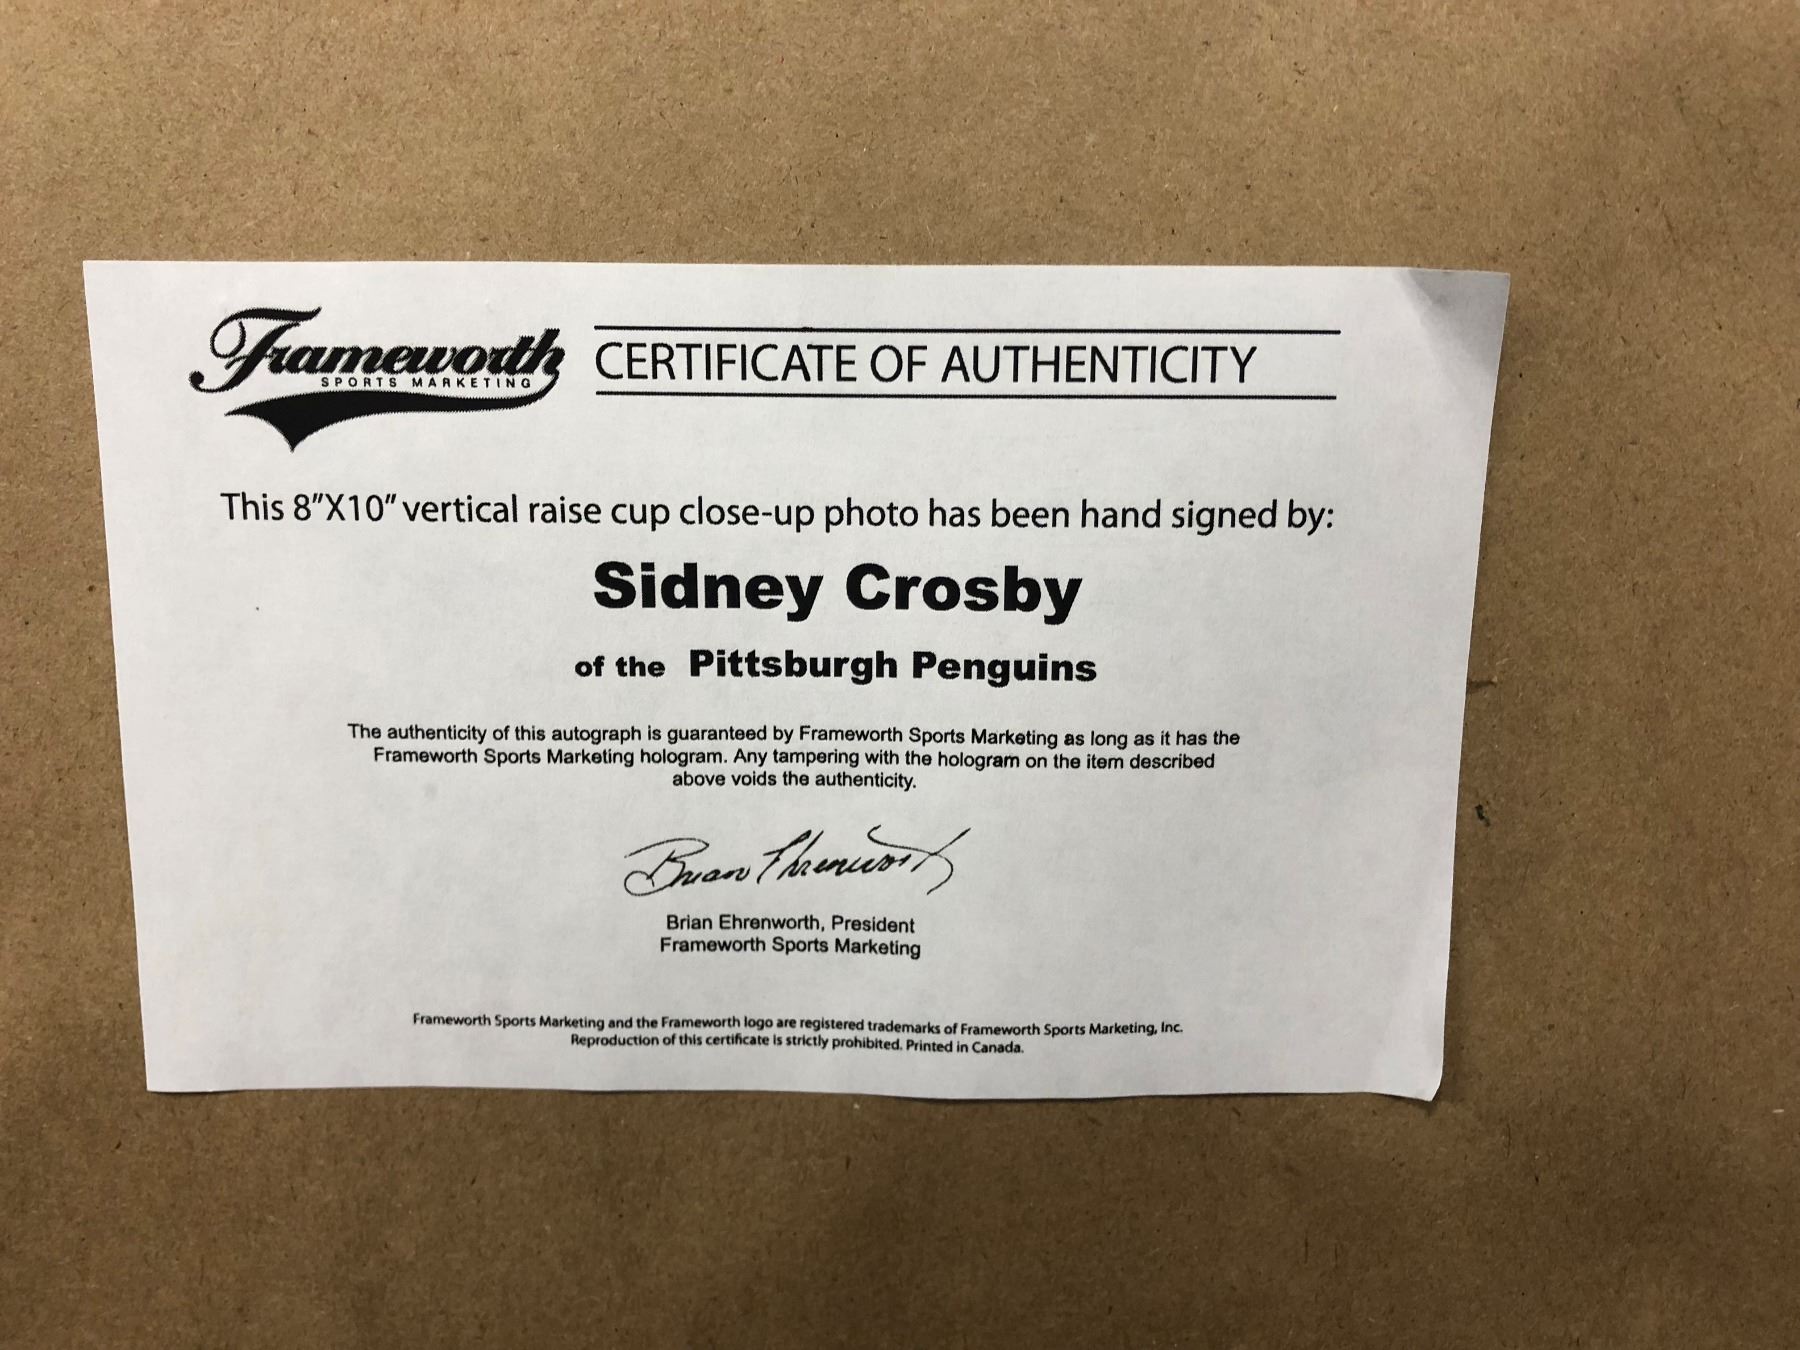 Frameworth
SPORTS MARKETING
CERTIFICATE OF AUTHENTICITY
This 8"X10" vertical raise cup close-up photo has been hand signed by:
Sidney Crosby
of the Pittsburgh Penguins
The authenticity of this autograph is guaranteed by Frameworth Sports Marketing as long as it has the
Frameworth Sports Marketing hologram. Any tampering with the hologram on the item described
above voids the authenticity.
Brian Ehrenworth
Brian Ehrenworth, President
Frameworth Sports Marketing
Frameworth Sports Marketing and the Frameworth logo are registered trademarks of Frameworth Sports Marketing, Inc.
Reproduction of this certificate is strictly prohibited. Printed in Canada.